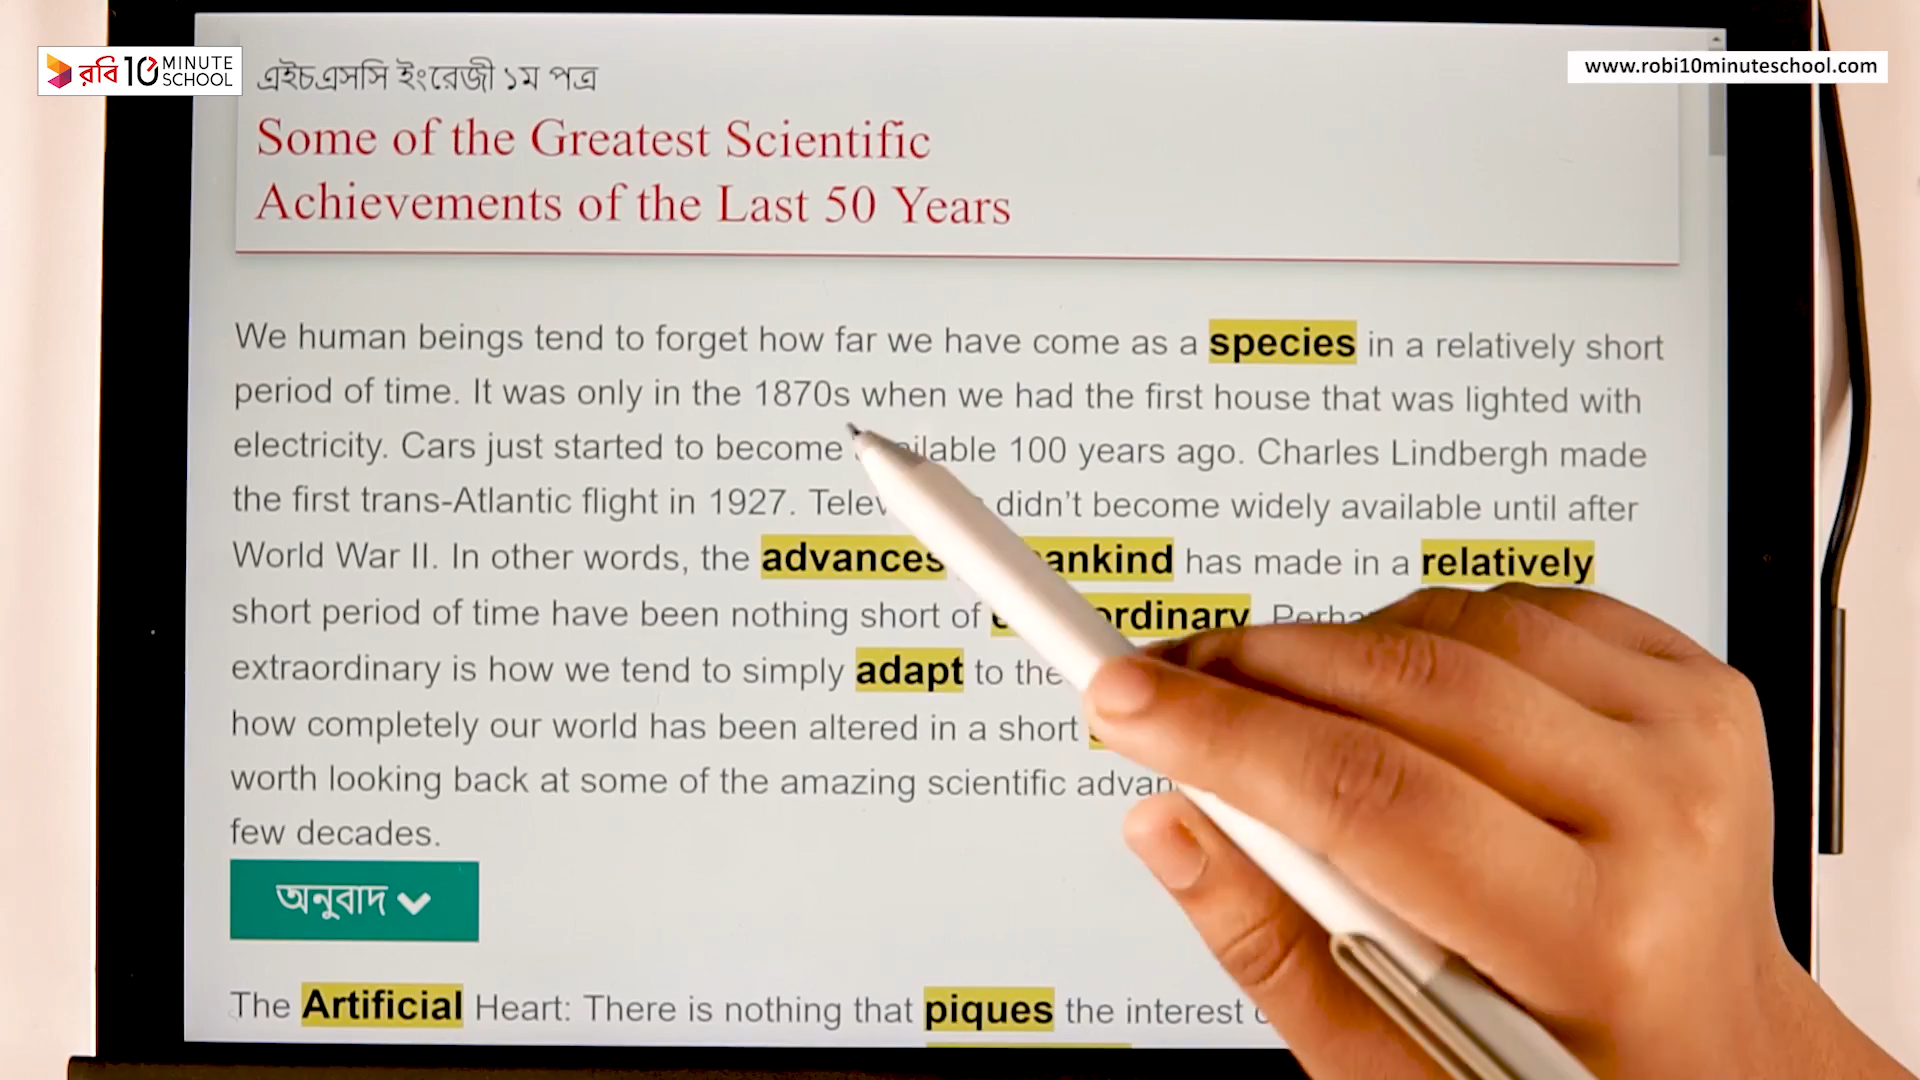 রবি 10 MINUTE SCHOOL
www.robi10minuteschool.com
এইচএসসি ইংরেজী ১ম পত্র
Some of the Greatest Scientific
Achievements of the Last 50 Years
We human beings tend to forget how far we have come as a species in a relatively short
period of time. It was only in the 1870s when we had the first house that was lighted with
electricity. Cars just started to become 100 years ago. Charles Lindbergh made
the first trans-Atlantic flight in 1927. didn't become widely available until after
World War II. In other words, the advances has made in a relatively
short period of time have been nothing short of
extraordinary is how we tend to simply adapt to
how completely our world has been altered in a short
worth looking back at some of the amazing scientific
few decades.
অনুবাদ
The Artificial Heart: There is nothing that piques the interest